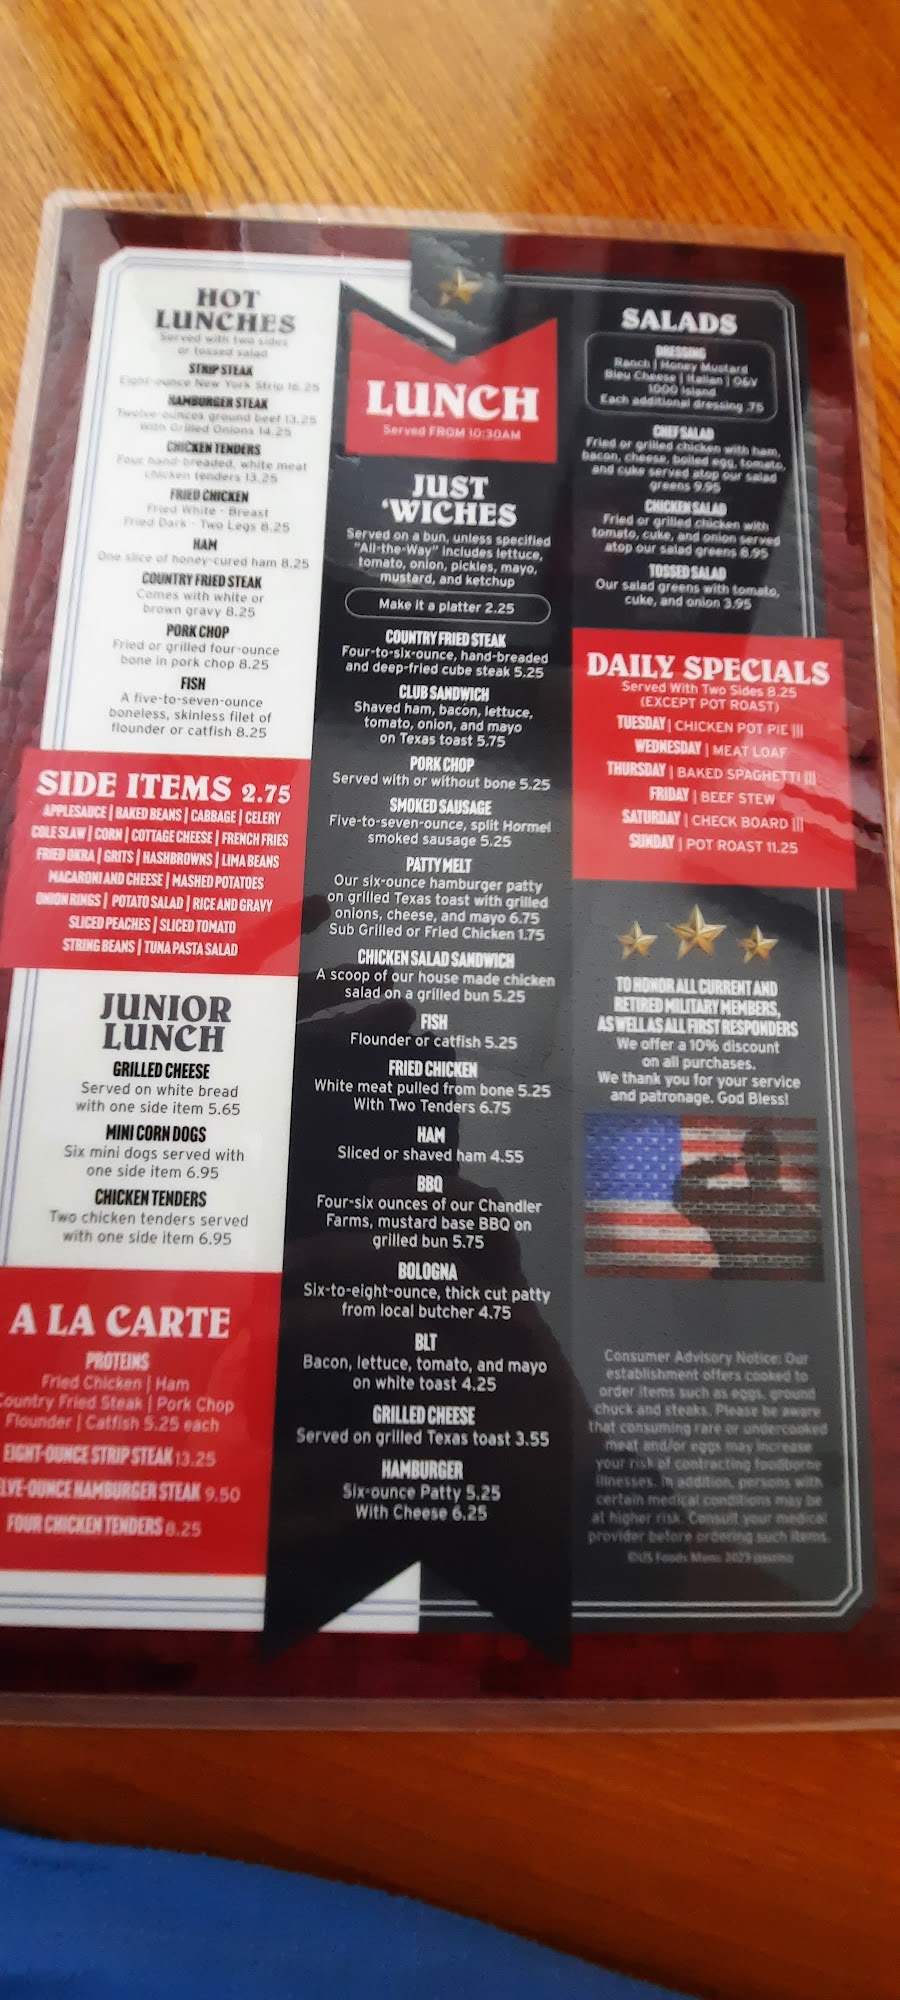 HOT
LUNCHES
Served with two sides
or tossed salad
STRIP STEAK
Eight-ounce New York Strip 16.25
HAMBURGER STEAK
Twelve-ounces ground beef 13.25
With Grilled Onions 14.25
CHICKEN TENDERS
Four hand-breaded, white meat
chicken tenders 13.25
FRIED CHICKEN
Fried White - Breast
Fried Dark - Two Legs 8.25
HAM
One slice of honey-cured ham 8.25
COUNTRY FRIED STEAK
Comes with white or
brown gravy 8.25
PORK CHOP
Fried or grilled four-ounce
bone in pork chop 8.25
FISH
A five-to-seven-ounce
boneless, skinless filet of
flounder or catfish 8.25
SIDE ITEMS 2.75
APPLESAUCE | BAKED BEANS | CABBAGE | CELERY
COLE SLAW | CORN | COTTAGE CHEESE | FRENCH FRIES
FRIED OKRA | GRITS | HASHBROWNS | LIMA BEANS
MACARONI AND CHEESE | MASHED POTATOES
ONION RINGS | POTATO SALAD | RICE AND GRAVY
SLICED PEACHES | SLICED TOMATO
STRING BEANS | TUNA PASTA SALAD
JUNIOR
LUNCH
GRILLED CHEESE
Served on white bread
with one side item 5.65
MINI CORN DOGS
Six mini dogs served with
one side item 6.95
CHICKEN TENDERS
Two chicken tenders served
with one side item 6.95
A LA CARTE
PROTEINS
Fried Chicken | Ham
Country Fried Steak | Pork Chop
Flounder | Catfish 5.25 each
EIGHT-OUNCE STRIP STEAK 13.25
LVE-OUNCE HAMBURGER STEAK 9.50
FOUR CHICKEN TENDERS 8.25
LUNCH
Served FROM 10:30AM
JUST
'WICHES
Served on a bun, unless specified
"All-the-Way" includes lettuce,
tomato, onion, pickles, mayo,
mustard, and ketchup
Make it a platter 2.25
COUNTRY FRIED STEAK
Four-to-six-ounce, hand-breaded
and deep-fried cube steak 5.25
CLUB SANDWICH
Shaved ham, bacon, lettuce,
tomato, onion, and mayo
on Texas toast 5.75
PORK CHOP
Served with or without bone 5.25
SMOKED SAUSAGE
Five-to-seven-ounce, split Hormel
smoked sausage 5.25
PATTY MELT
Our six-ounce hamburger patty
on grilled Texas toast with grilled
onions, cheese, and mayo 6.75
Sub Grilled or Fried Chicken 1.75
CHICKEN SALAD SANDWICH
A scoop of our house made chicken
salad on a grilled bun 5.25
FISH
Flounder or catfish 5.25
FRIED CHICKEN
White meat pulled from bone 5.25
With Two Tenders 6.75
HAM
Sliced or shaved ham 4.55
BBQ
Four-six ounces of our Chandler
Farms, mustard base BBQ on
grilled bun 5.75
BOLOGNA
Six-to-eight-ounce, thick cut patty
from local butcher 4.75
BLT
Bacon, lettuce, tomato, and mayo
on white toast 4.25
GRILLED CHEESE
Served on grilled Texas toast 3.55
HAMBURGER
Six-ounce Patty 5.25
With Cheese 6.25
SALADS
DRESSING
Ranch | Honey Mustard
Bleu Cheese | Italian | O&V
1000 Island
Each additional dressing .75
CHEF SALAD
Fried or grilled chicken with ham,
bacon, cheese, boiled egg, tomato,
and cuke served atop our salad
greens 9.95
CHICKEN SALAD
Fried or grilled chicken with
tomato, cuke, and onion served
atop our salad greens 8.95
TOSSED SALAD
Our salad greens with tomato,
cuke, and onion 3.95
DAILY SPECIALS
Served With Two Sides 8.25
(EXCEPT POT ROAST)
TUESDAY | CHICKEN POT PIE |||
WEDNESDAY | MEAT LOAF
THURSDAY | BAKED SPAGHETTI |||
FRIDAY | BEEF STEW
SATURDAY | CHECK BOARD |||
SUNDAY | POT ROAST 11.25
TO HONOR ALL CURRENT AND
RETIRED MILITARY MEMBERS,
AS WELL AS ALL FIRST RESPONDERS
We offer a 10% discount
on all purchases.
We thank you for your service
and patronage. God Bless!
Consumer Advisory Notice: Our
establishment offers cooked to
order items such as eggs, ground
chuck and steaks. Please be aware
that consuming rare or undercooked
meat and/or eggs may increase
your risk of contracting foodborne
illnesses. In addition, persons with
certain medical conditions may be
at higher risk. Consult your medical
provider before ordering such items.
©US Foods Menu 2023